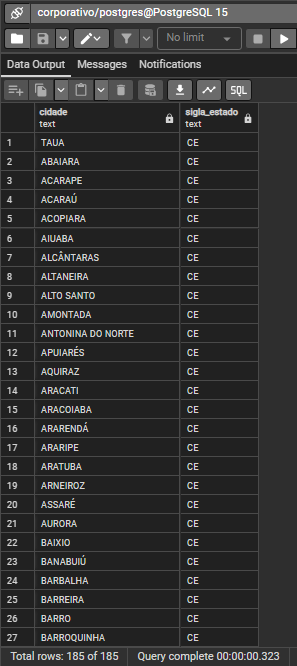 corporativo/postgres@PostgreSQL 15
No limit
Data Output Messages Notifications
SQL
cidade sigla_estado
text text
1 TAUA CE
2 ABAIARA CE
3 ACARAPE CE
4 ACARAÚ CE
5 ACOPIARA CE
6 AIUABA CE
7 ALCÂNTARAS CE
8 ALTANEIRA CE
9 ALTO SANTO CE
10 AMONTADA CE
11 ANTONINA DO NORTE CE
12 APUIARÉS CE
13 AQUIRAZ CE
14 ARACATI CE
15 ARACOIABA CE
16 ARARENDÁ CE
17 ARARIPE CE
18 ARATUBA CE
19 ARNEIROZ CE
20 ASSARÉ CE
21 AURORA CE
22 BAIXIO CE
23 BANABUIÚ CE
24 BARBALHA CE
25 BARREIRA CE
26 BARRO CE
27 BARROQUINHA CE
Total rows: 185 of 185 Query complete 00:00:00.323